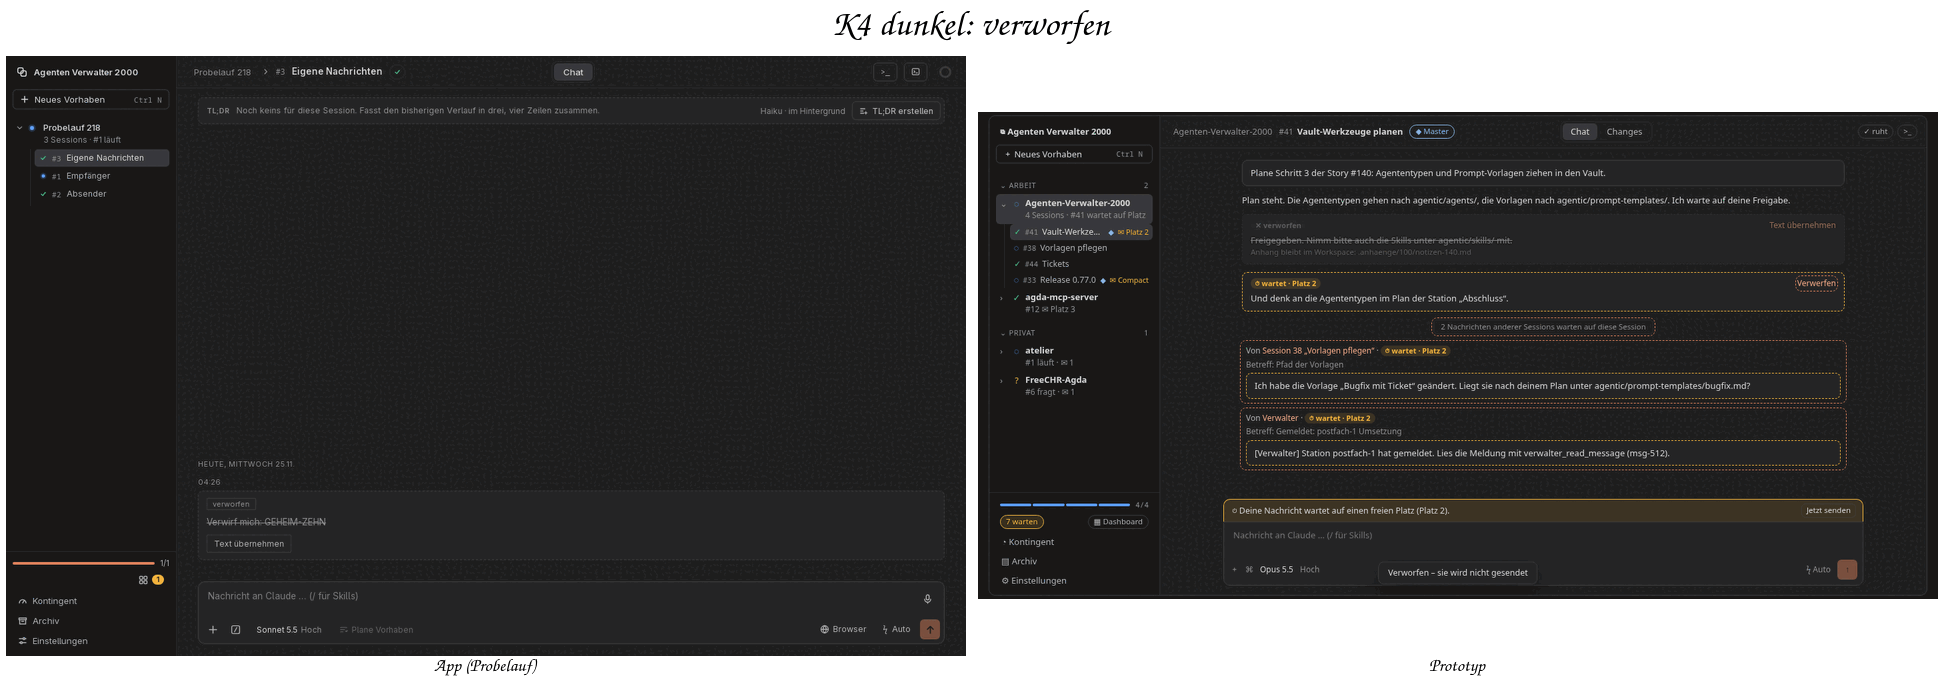 K4 dunkel: verworfen
Agenten Verwalter 2000
Neues Vorhaben Ctrl N
Probelauf 218
3 Sessions · #1 läuft
#3 Eigene Nachrichten
#1 Empfänger
#2 Absender
1/1
1
Kontingent
Archiv
Einstellungen
Probelauf 218 > #3 Eigene Nachrichten
Chat
TL;DR Noch keins für diese Session. Fasst den bisherigen Verlauf in drei, vier Zeilen zusammen. Haiku · im Hintergrund TL;DR erstellen
HEUTE, MITTWOCH 25 11
04:26
verworfen
Verwirf mich: GEHEIM-ZEHN
Text übernehmen
Nachricht an Claude ... (/ für Skills)
Sonnet 5.5 Hoch Plane Vorhaben Browser Auto
App (Probelauf)
Agenten Verwalter 2000
+ Neues Vorhaben Ctrl N
ARBEIT 2
Agenten-Verwalter-2000
4 Sessions · #41 wartet auf Platz
#41 Vault-Werkze... Platz 2
#38 Vorlagen pflegen
#44 Tickets
#33 Release 0.77.0 Compact
agda-mcp-server
#12 Platz 3
PRIVAT 1
atelier
#1 läuft · 1
FreeCHR-Agda
#6 fragt · 1
4/4
7 warten Dashboard
Kontingent
Archiv
Einstellungen
Agenten-Verwalter-2000 #41 Vault-Werkzeuge planen Master
Chat Changes
ruht >_
Plane Schritt 3 der Story #140: Agententypen und Prompt-Vorlagen ziehen in den Vault.
Plan steht. Die Agententypen gehen nach agentic/agents/, die Vorlagen nach agentic/prompt-templates/. Ich warte auf deine Freigabe.
verworfen Text übernehmen
Freigegeben. Nimm bitte auch die Skills unter agentic/skills/ mit.
Anhang bleibt im Workspace: .anhaenge/100/notizen-140.md
wartet · Platz 2 Verwerfen
Und denk an die Agententypen im Plan der Station „Abschluss“.
2 Nachrichten anderer Sessions warten auf diese Session
Von Session 38 „Vorlagen pflegen“ · wartet · Platz 2
Betreff: Pfad der Vorlagen
Ich habe die Vorlage „Bugfix mit Ticket“ geändert. Liegt sie nach deinem Plan unter agentic/prompt-templates/bugfix.md?
Von Verwalter · wartet · Platz 2
Betreff: Gemeldet: postfach-1 Umsetzung
[Verwalter] Station postfach-1 hat gemeldet. Lies die Meldung mit verwalter_read_message (msg-512).
Deine Nachricht wartet auf einen freien Platz (Platz 2). Jetzt senden
Nachricht an Claude ... (/ für Skills)
+ ⌘ Opus 5.5 Hoch Auto
Verworfen – sie wird nicht gesendet
Prototyp